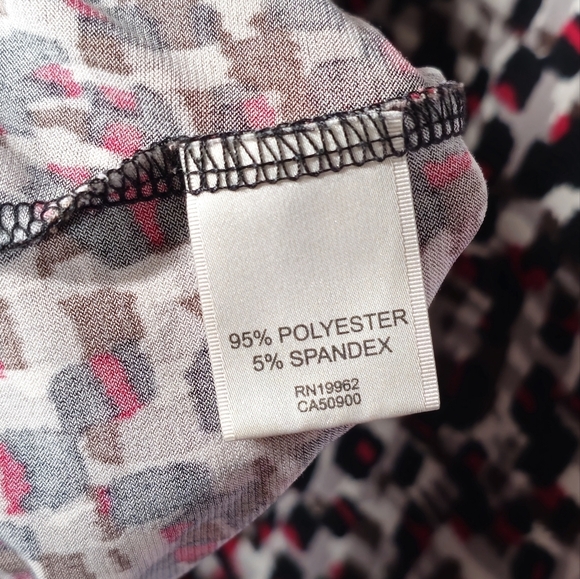 95% POLYESTER
5% SPANDEX
RN19962
CA50900